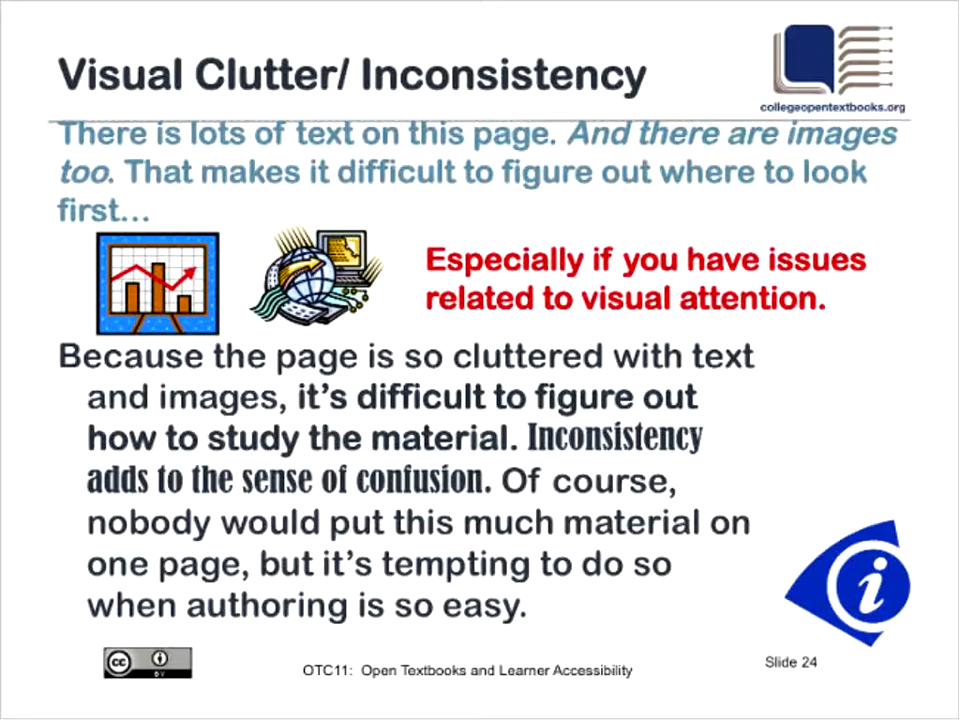 Visual Clutter/ Inconsistency
collegeopentextbooks.org
There is lots of text on this page. And there are images
too. That makes it difficult to figure out where to look
first...
Especially if you have issues
related to visual attention.
Because the page is so cluttered with text
and images, it's difficult to figure out
how to study the material. Inconsistency
adds to the sense of confusion. Of course,
nobody would put this much material on
one page, but it's tempting to do so
when authoring is so easy.
i
cc
BY
OTC11: Open Textbooks and Learner Accessibility
Slide 24